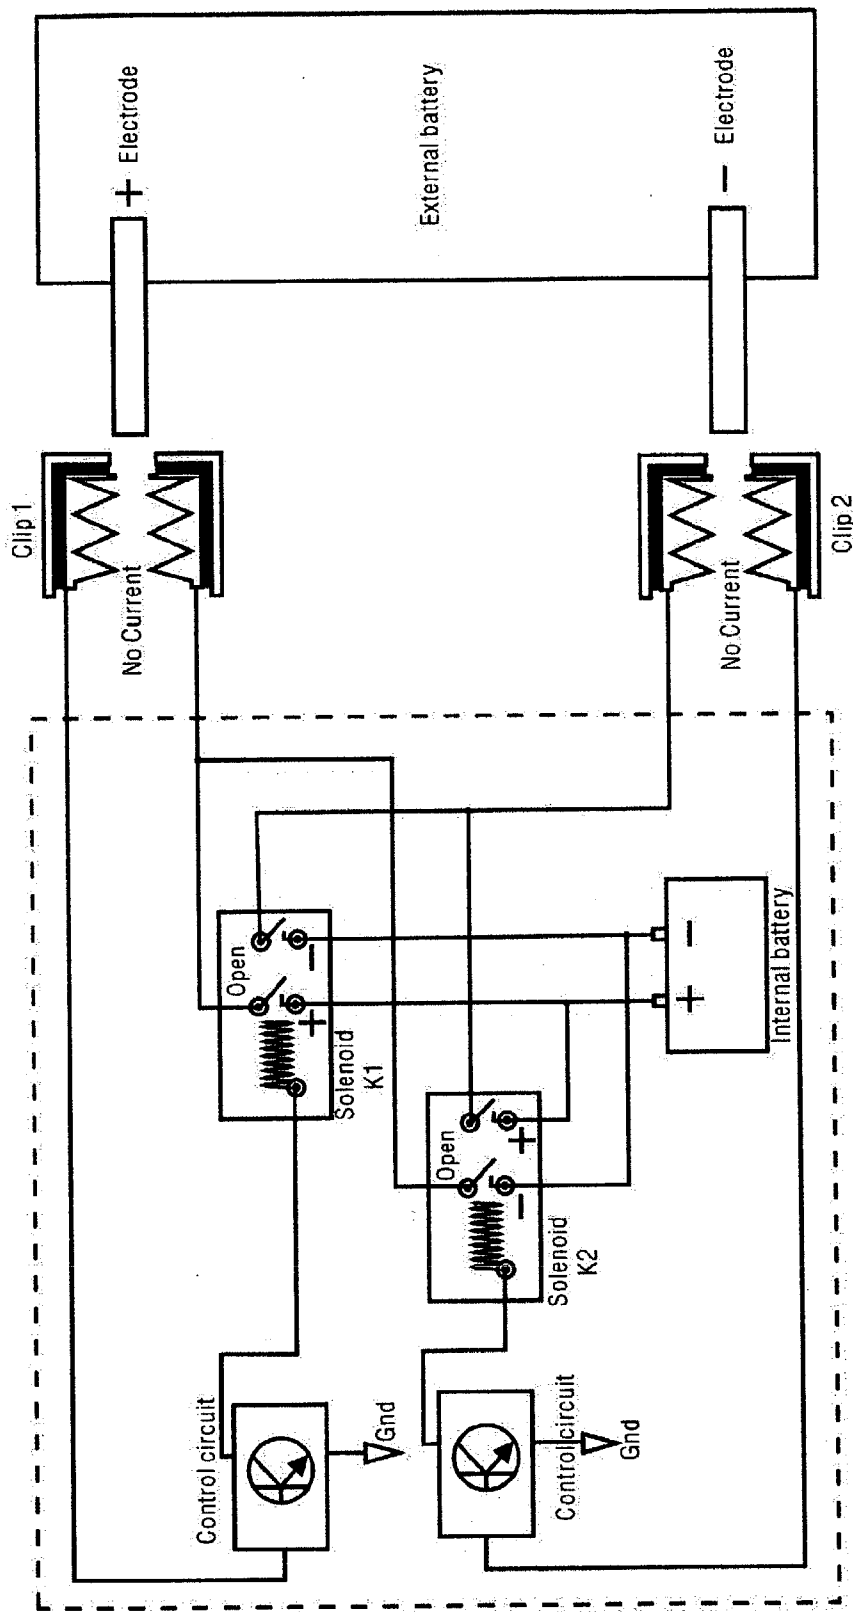 + Electrode
External battery
− Electrode
Clip 1
No Current
Clip 2
No Current
Open
−
+
Solenoid
K1
Open
+
−
Solenoid
K2
+ −
Internal battery
Control circuit
Gnd
Control circuit
Gnd